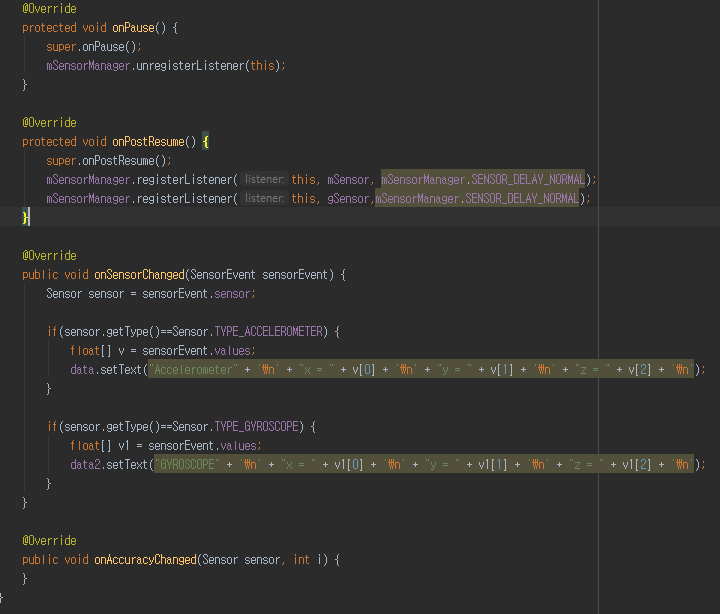 @Override
protected void onPause() {
super.onPause();
mSensorManager.unregisterListener(this);
}
@Override
protected void onPostResume() {
super.onPostResume();
mSensorManager.registerListener( listener: this, mSensor, mSensorManager.SENSOR_DELAY_NORMAL);
mSensorManager.registerListener( listener: this, gSensor,mSensorManager.SENSOR_DELAY_NORMAL);
}
@Override
public void onSensorChanged(SensorEvent sensorEvent) {
Sensor sensor = sensorEvent.sensor;
if(sensor.getType()==Sensor.TYPE_ACCELEROMETER) {
float[] v = sensorEvent.values;
data.setText("Accelerometer" + '₩n' + "x = " + v[0] + '₩n' + "y = " + v[1] + '₩n' + "z = " + v[2] + '₩n');
}
if(sensor.getType()==Sensor.TYPE_GYROSCOPE) {
float[] v1 = sensorEvent.values;
data2.setText("GYROSCOPE" + '₩n' + "x = " + v1[0] + '₩n' + "y = " + v1[1] + '₩n' + "z = " + v1[2] + '₩n');
}
}
@Override
public void onAccuracyChanged(Sensor sensor, int i) {
}
}